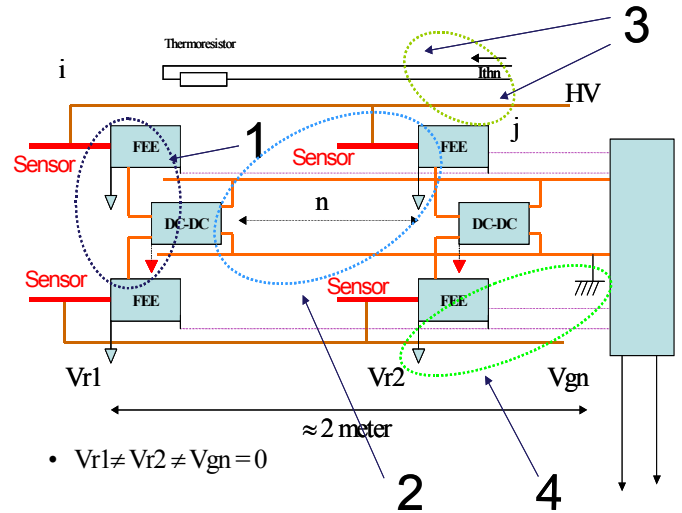 Thermoresistor
3
i
Ithn
HV
j
1
FEE
FEE
Sensor
Sensor
n
DC-DC
DC-DC
Sensor
Sensor
FEE
FEE
Vr1
Vr2
Vgn
≈ 2 meter
• Vr1≠ Vr2 ≠ Vgn = 0
2
4